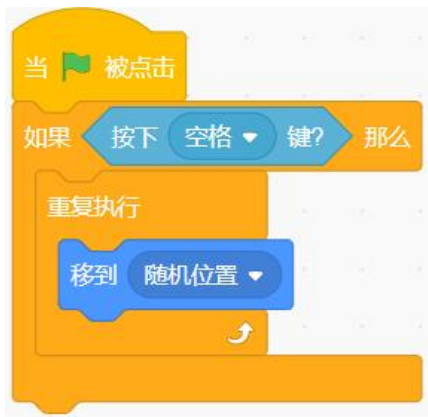 当 被点击
如果 按下 空格 键? 那么
重复执行
移到 随机位置